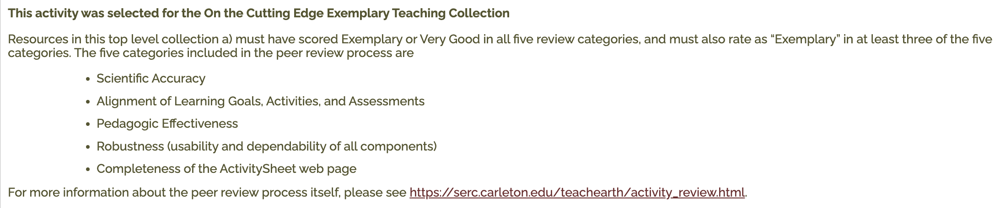 This activity was selected for the On the Cutting Edge Exemplary Teaching Collection
Resources in this top level collection a) must have scored Exemplary or Very Good in all five review categories, and must also rate as “Exemplary” in at least three of the five
categories. The five categories included in the peer review process are
• Scientific Accuracy
• Alignment of Learning Goals, Activities, and Assessments
• Pedagogic Effectiveness
• Robustness (usability and dependability of all components)
• Completeness of the ActivitySheet web page
For more information about the peer review process itself, please see https://serc.carleton.edu/teachearth/activity_review.html.